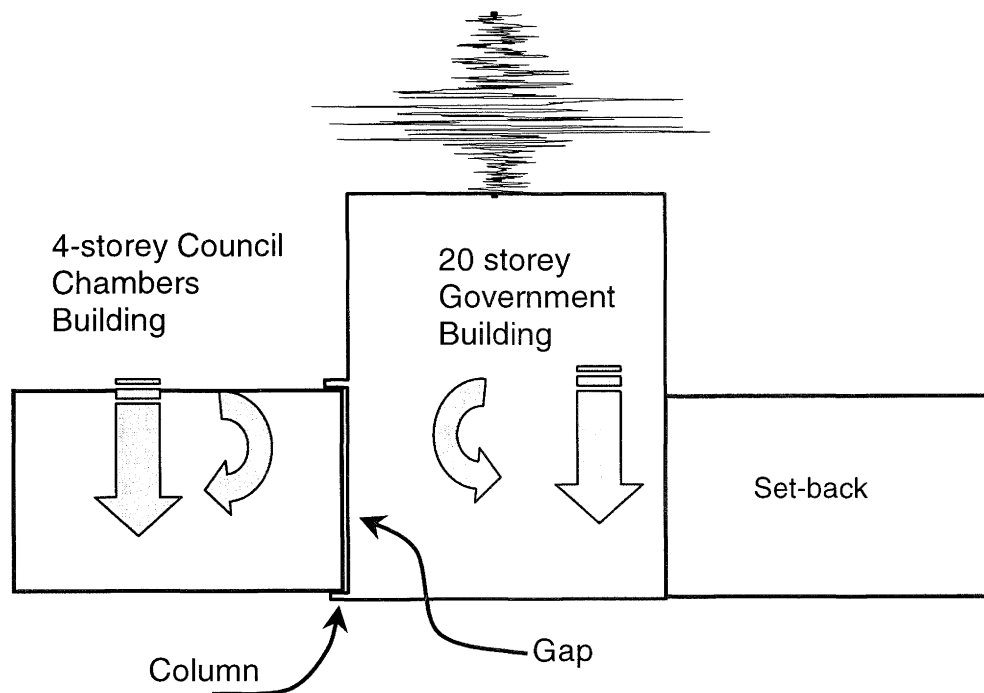 4-storey Council
Chambers
Building
20 storey
Government
Building
Set-back
Gap
Column